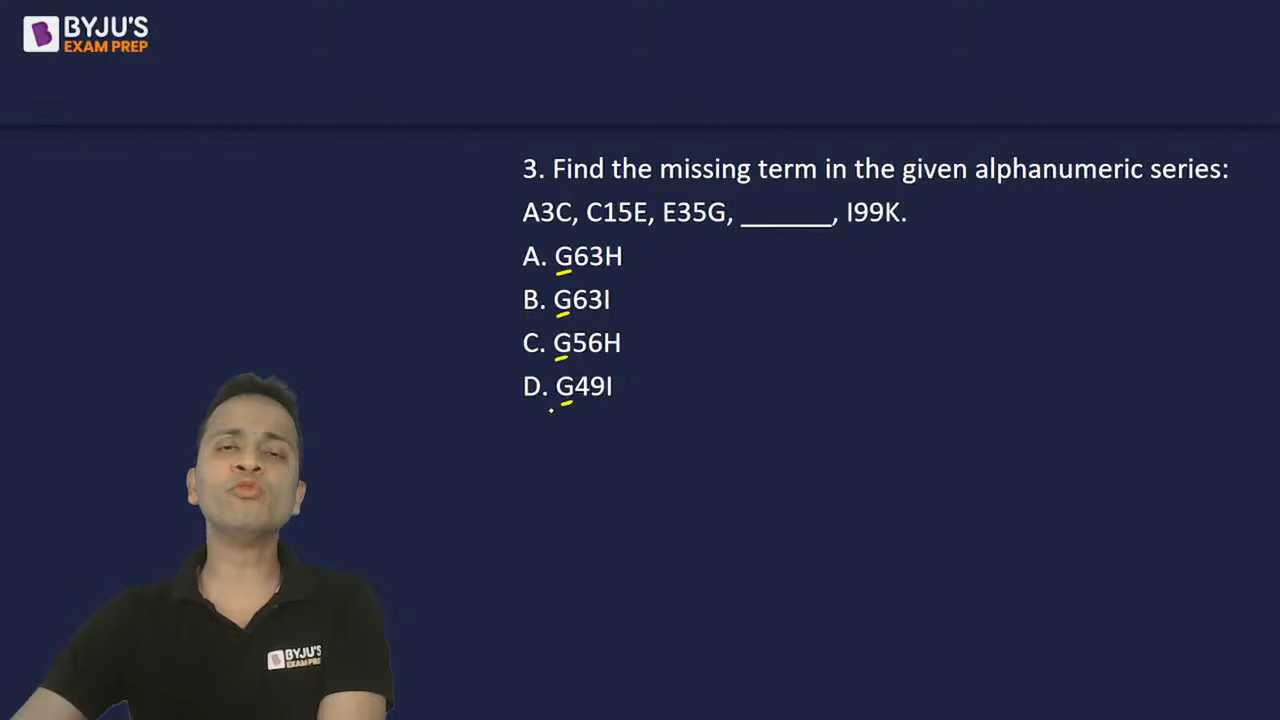 BYJU'S
EXAM PREP
3. Find the missing term in the given alphanumeric series:
A3C, C15E, E35G, ______, I99K.
A. G63H
B. G63I
C. G56H
D. G49I
BYJU'S
EXAM PREP